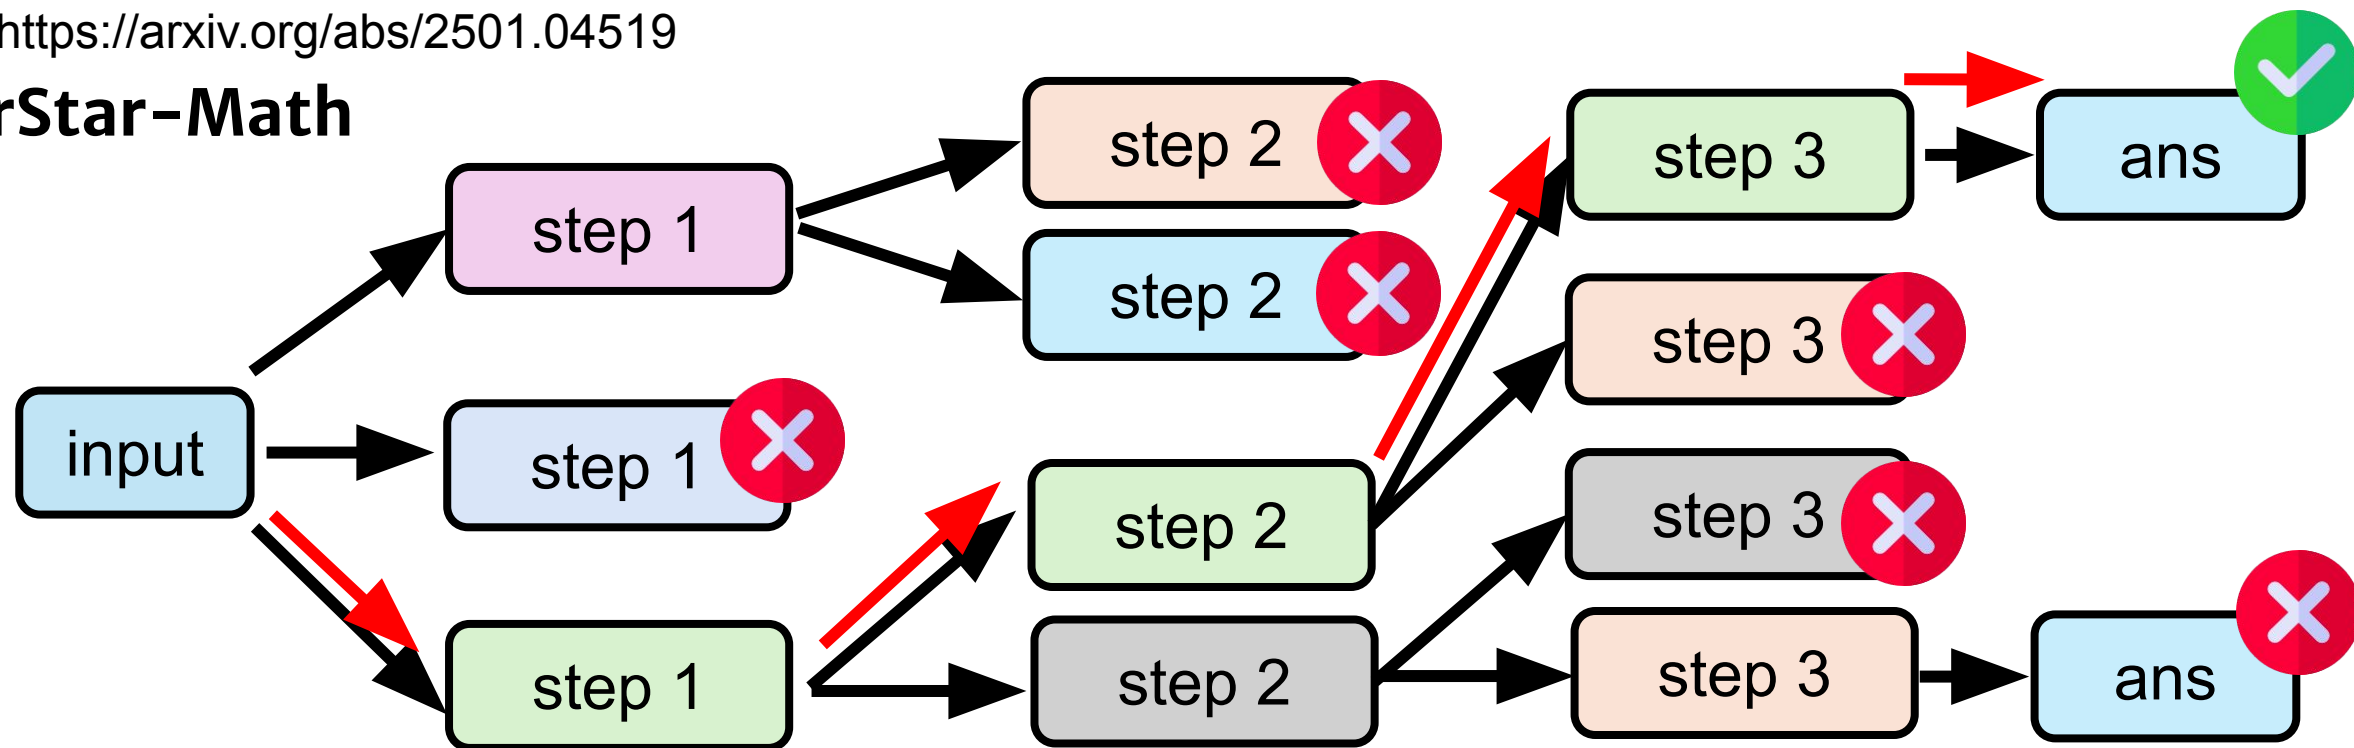 https://arxiv.org/abs/2501.04519
rStar-Math
step 2
step 3
ans
step 1
step 2
step 3
input
step 1
step 2
step 3
step 1
step 2
step 3
ans